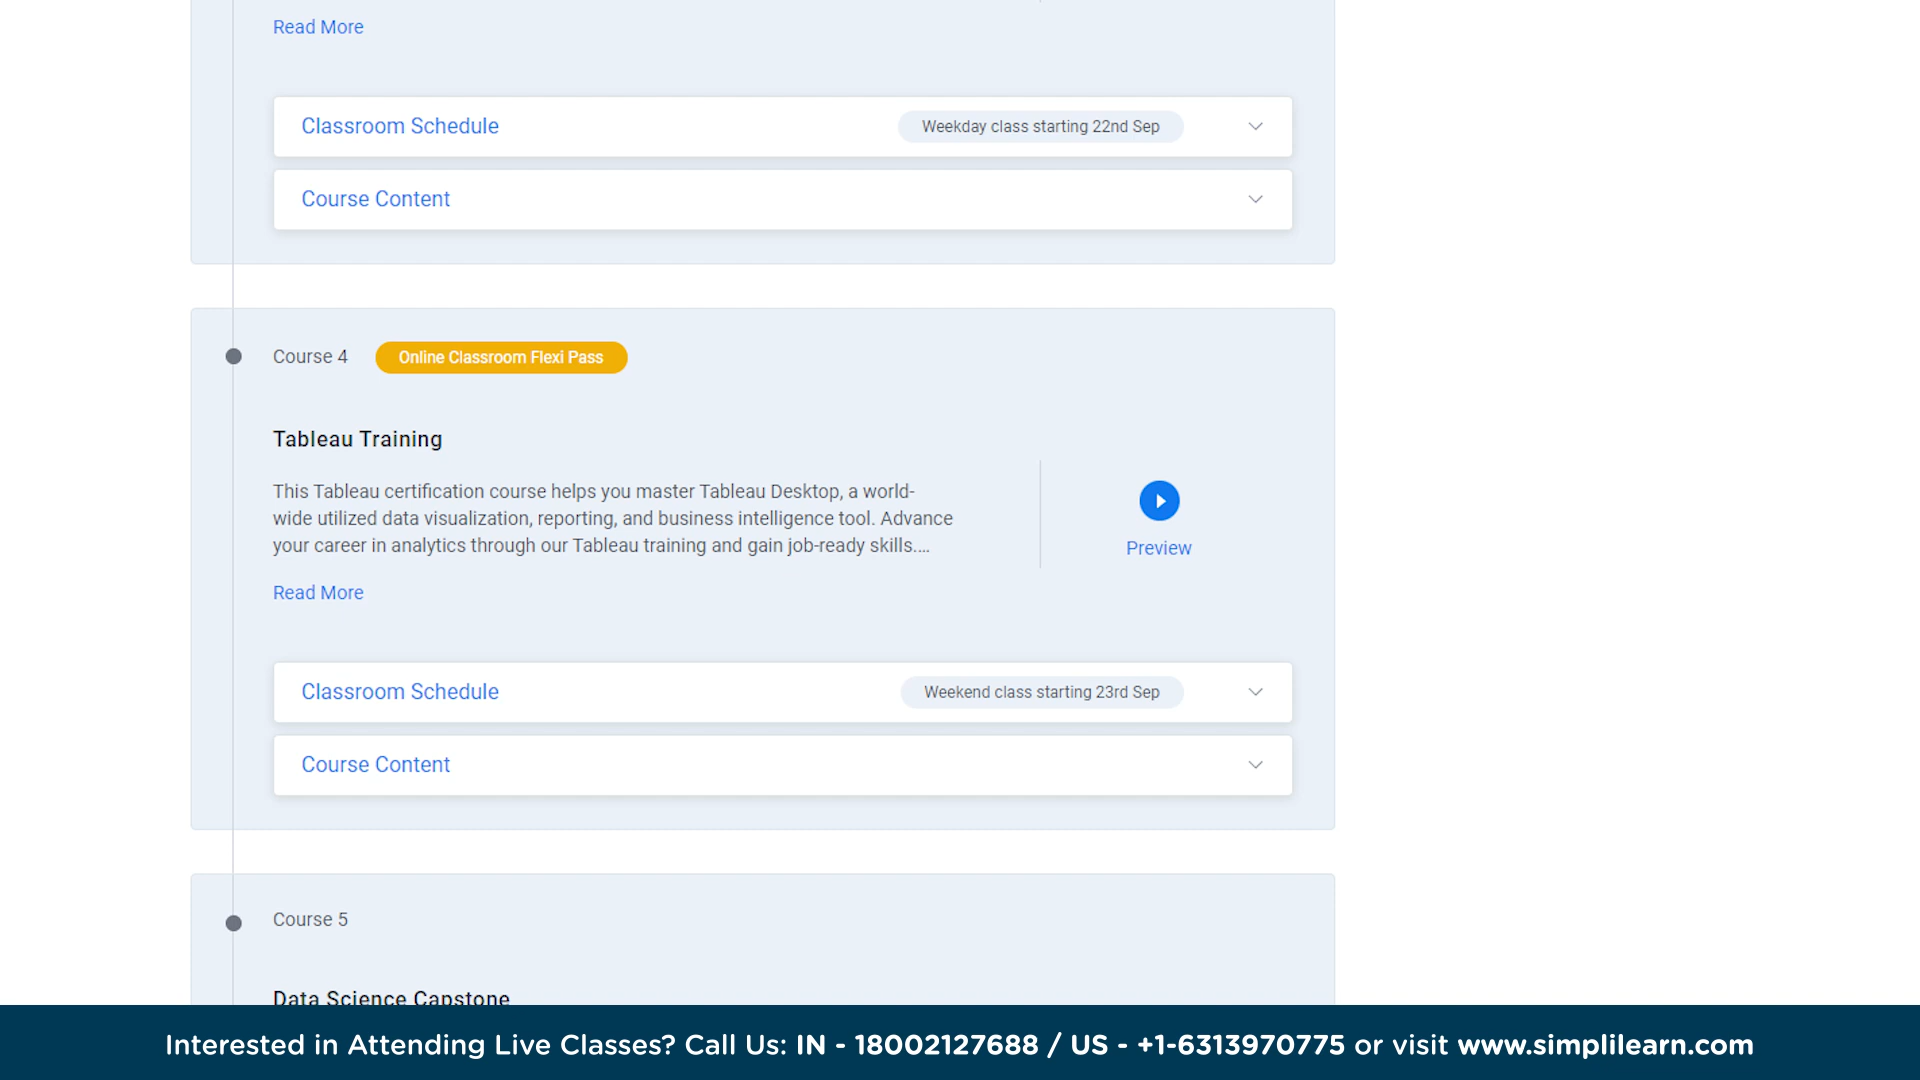 Read More
Classroom Schedule
Weekday class starting 22nd Sep
Course Content
Course 4
Online Classroom Flexi Pass
Tableau Training
This Tableau certification course helps you master Tableau Desktop, a world-
wide utilized data visualization, reporting, and business intelligence tool. Advance
your career in analytics through our Tableau training and gain job-ready skills....
Preview
Read More
Classroom Schedule
Weekend class starting 23rd Sep
Course Content
Course 5
Data Science Capstone
Interested in Attending Live Classes? Call Us: IN - 18002127688 / US - +1-6313970775 or visit www.simplilearn.com